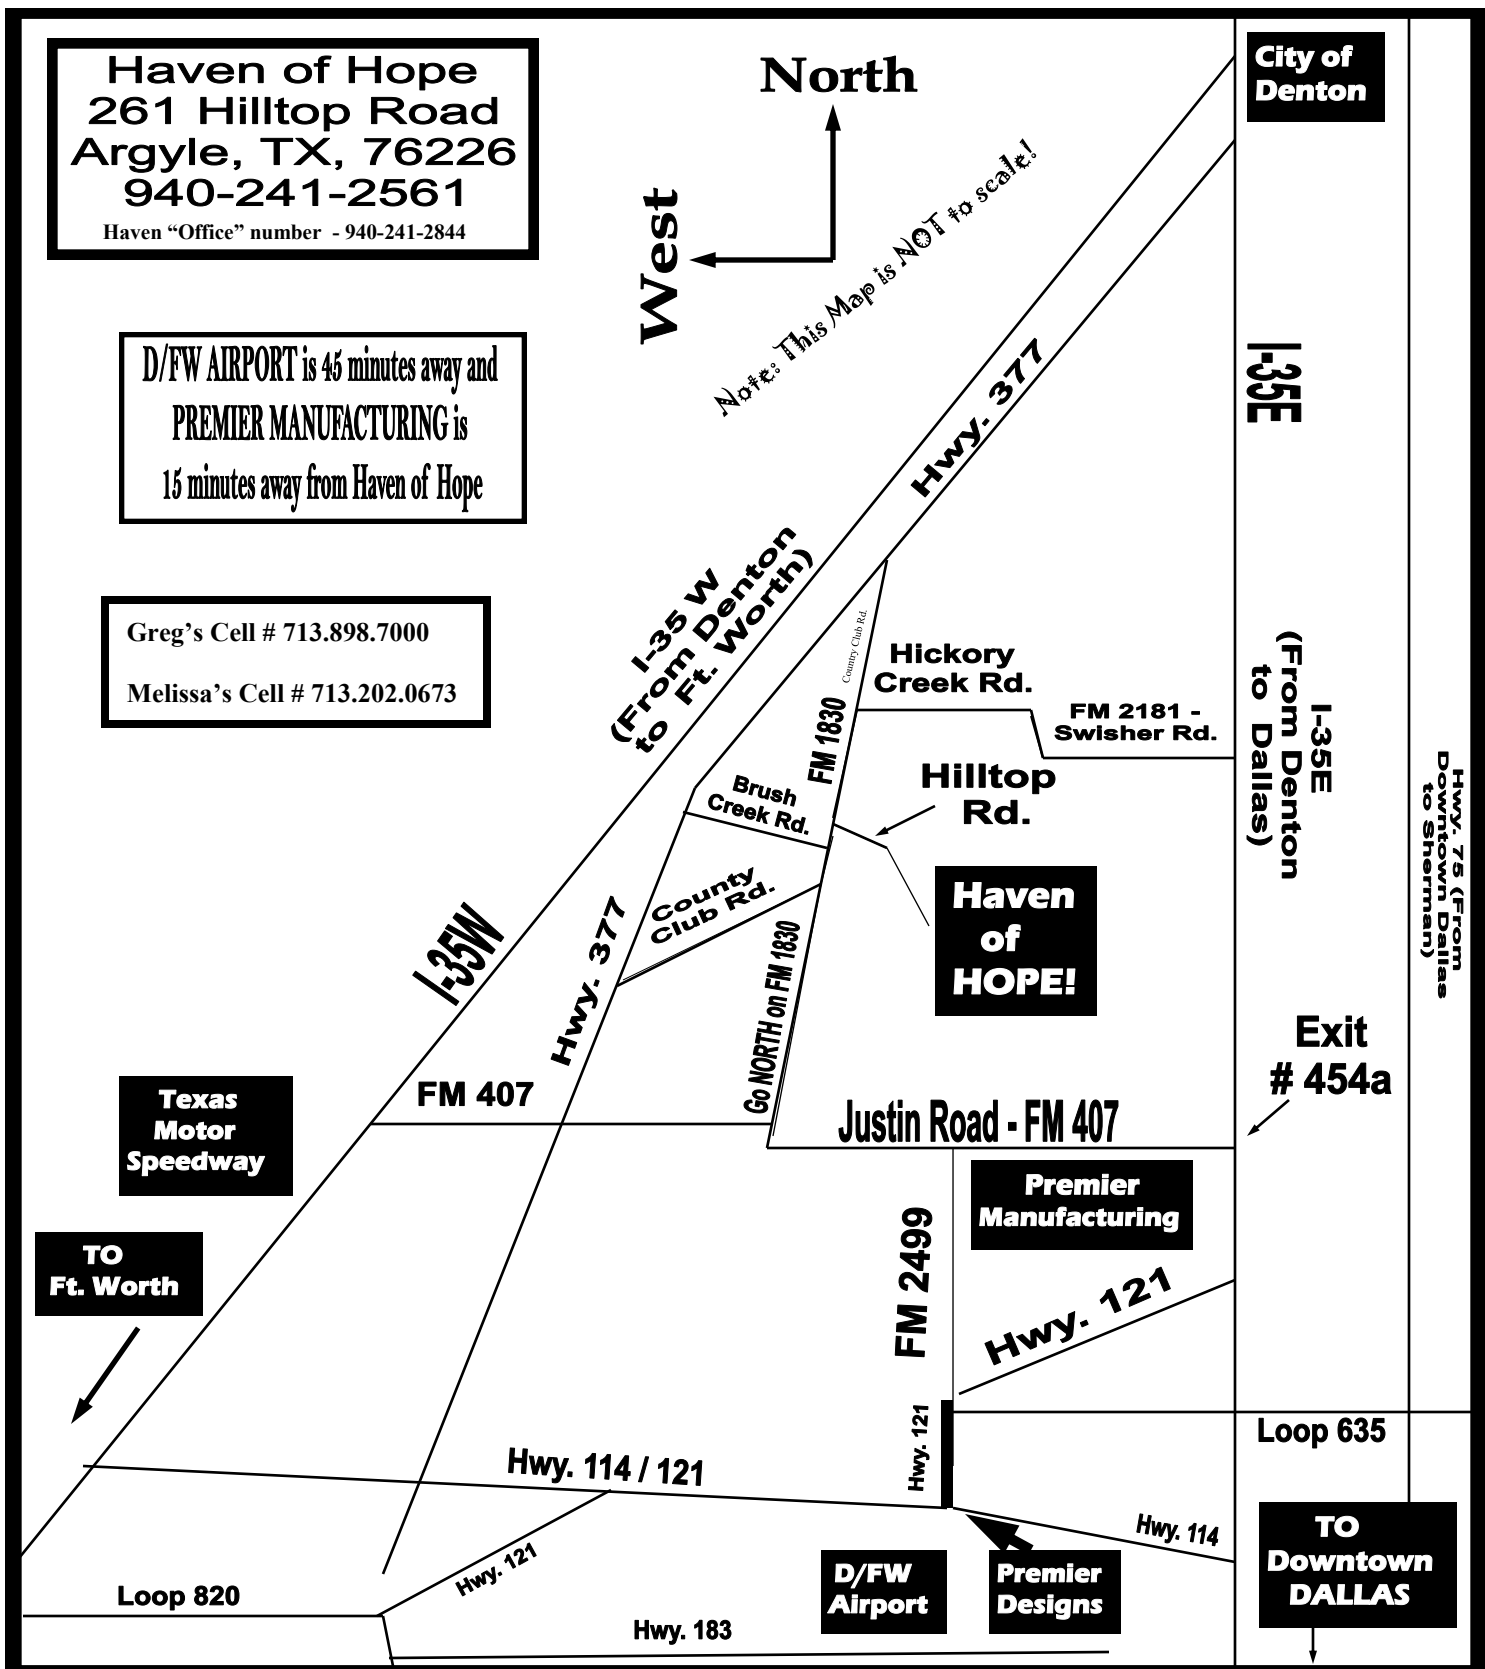 Haven of Hope
261 Hilltop Road
Argyle, TX, 76226
940-241-2561
Haven “Office” number - 940-241-2844
North
West
Note: This Map is NOT to scale!
City of
Denton
D/FW AIRPORT is 45 minutes away and
PREMIER MANUFACTURING is
15 minutes away from Haven of Hope
Hwy. 377
I-35E
Greg’s Cell # 713.898.7000
Melissa’s Cell # 713.202.0673
I-35 W
(From Denton
to Ft. Worth)
Country Club Rd.
FM 1830
Hickory
Creek Rd.
FM 2181 -
Swisher Rd.
I-35E
(From Denton
to Dallas)
Hwy. 75 (From
Downtown Dallas
to Sherman)
Brush
Creek Rd.
Hilltop
Rd.
County
Club Rd.
Haven
of
HOPE!
I-35W
Hwy. 377
Go NORTH on FM 1830
Exit
# 454a
FM 407
Justin Road - FM 407
Texas
Motor
Speedway
Premier
Manufacturing
TO
Ft. Worth
FM 2499
Hwy. 121
Hwy. 121
Loop 635
Hwy. 114 / 121
Hwy. 114
Hwy. 121
D/FW
Airport
Premier
Designs
TO
Downtown
DALLAS
Loop 820
Hwy. 183